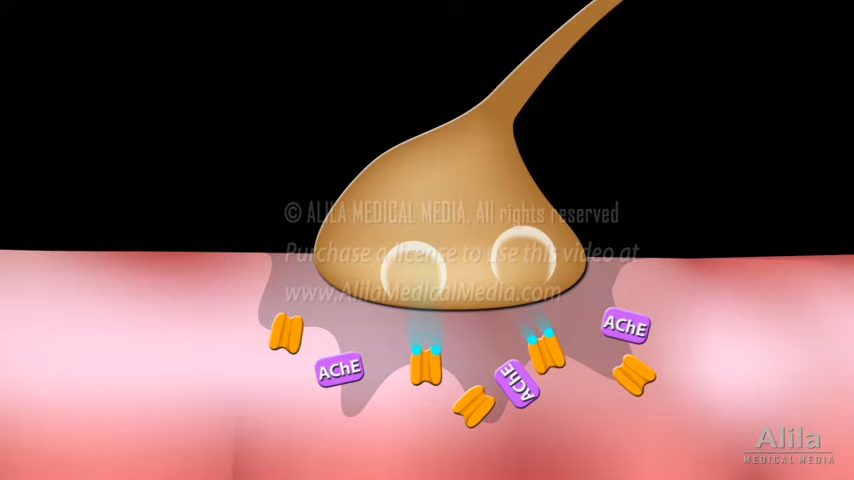 © ALILA MEDICAL MEDIA. All rights reserved
Purchase a license to use this video at
www.AlilaMedicalMedia.com
AChE
AChE
AChE
Alila
MEDICAL MEDIA